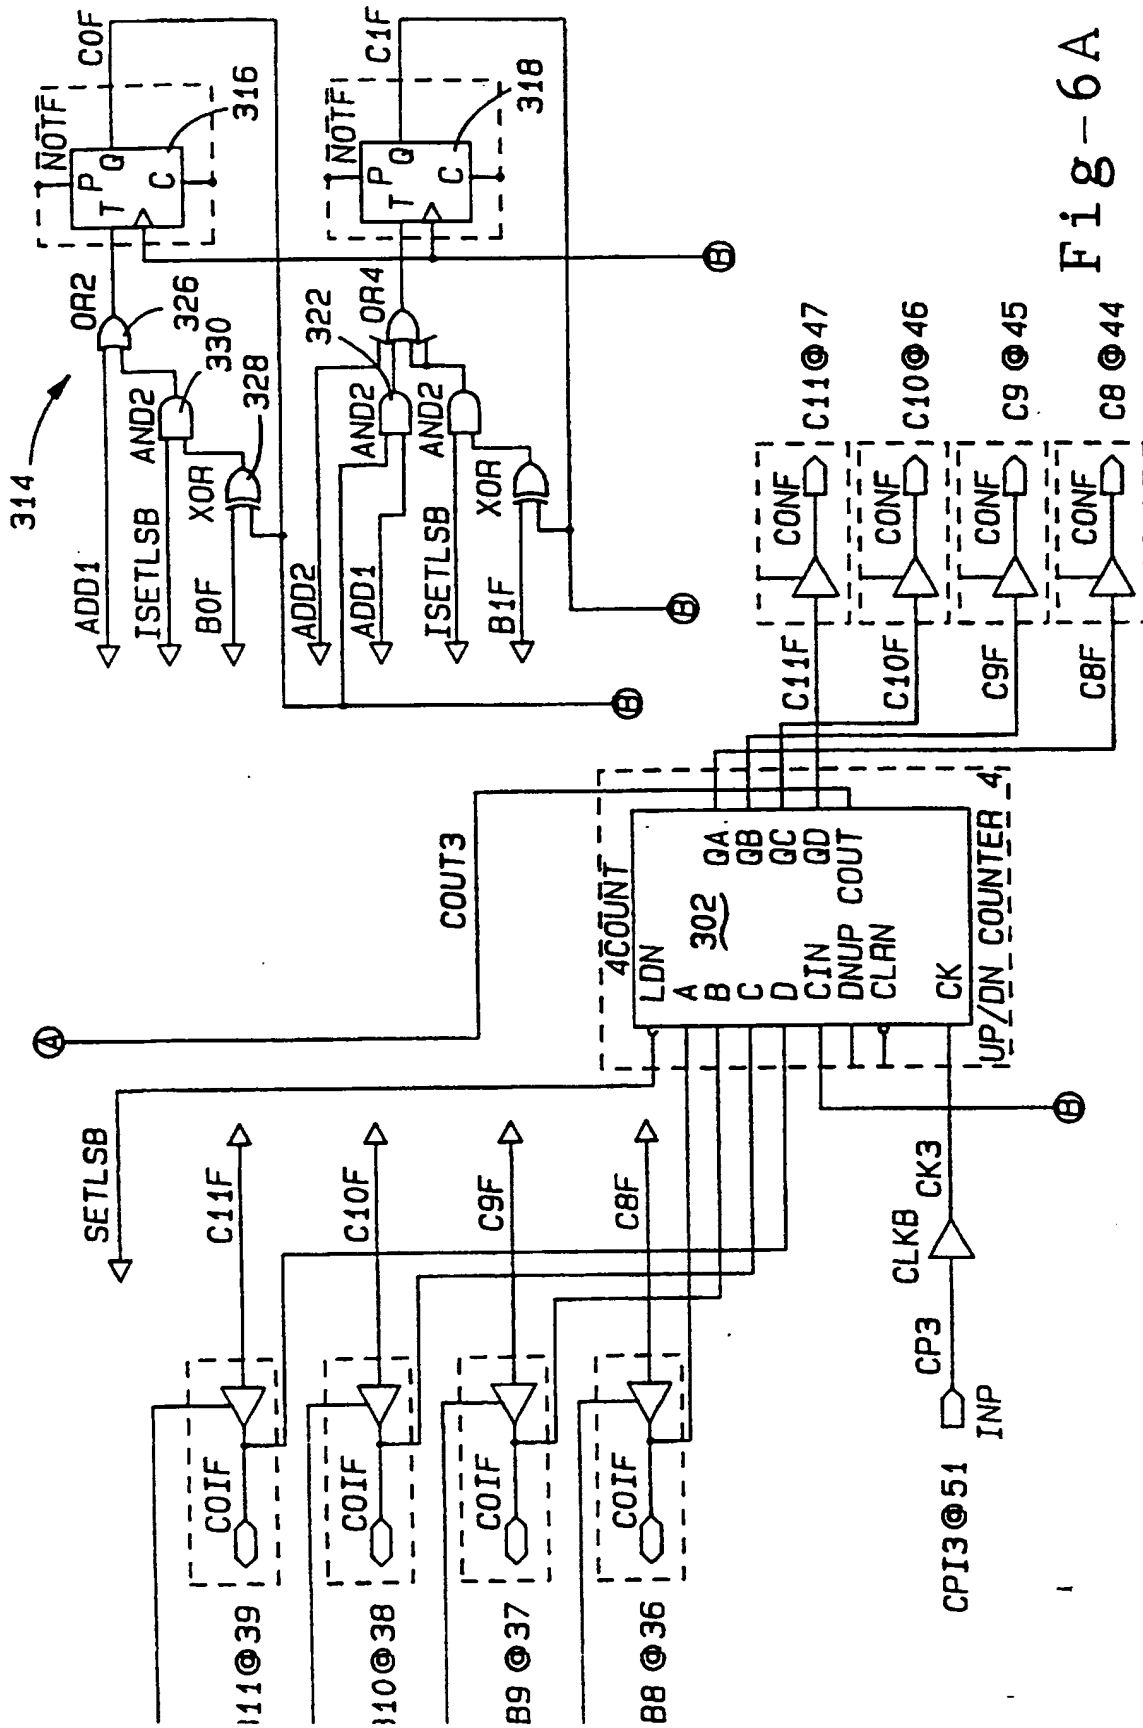 314
ADD1
OR2
326
INOTF
T
P
Q
C
316
C0F
ISETLSB
AND2
330
B0F
XOR
328
ADD2
ADD1
AND2
322
OR4
INOTF
T
P
Q
C
318
C1F
ISETLSB
AND2
B1F
XOR
B
B
B
A
COUT3
SETLSB
B11@39
COIF
C11F
B10@38
COIF
C10F
B9@37
COIF
C9F
B8@36
COIF
C8F
4COUNT
LDN
A
B
C
D
CIN
DNUP
CLRN
CK
302
QA
QB
QC
QD
COUT
UP/DN COUNTER 4
CPI3@51
INP
CP3
CLKB
CK3
B
C11F
CONF
C11@47
C10F
CONF
C10@46
C9F
CONF
C9@45
C8F
CONF
C8@44
Fig-6A